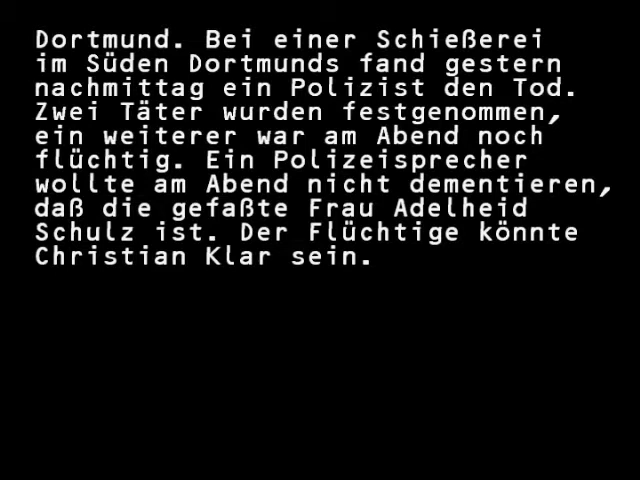 Dortmund. Bei einer Schießerei
im Süden Dortmunds fand gestern
nachmittag ein Polizist den Tod.
Zwei Täter wurden festgenommen,
ein weiterer war am Abend noch
flüchtig. Ein Polizeisprecher
wollte am Abend nicht dementieren,
daß die gefaßte Frau Adelheid
Schulz ist. Der Flüchtige könnte
Christian Klar sein.